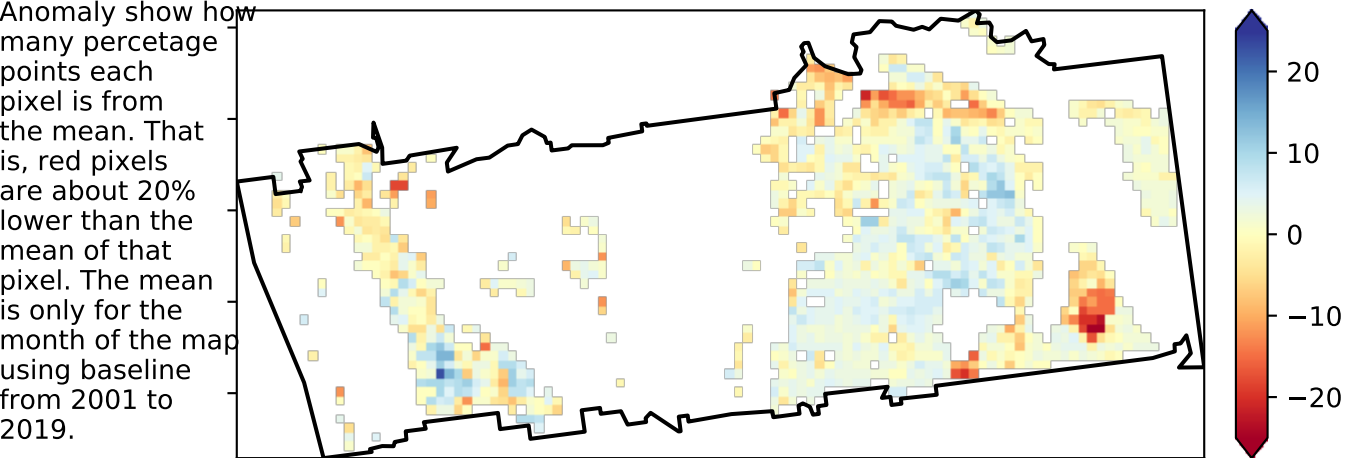 Anomaly show how
many percetage
points each
pixel is from
the mean. That
is, red pixels
are about 20%
lower than the
mean of that
pixel. The mean
is only for the
month of the map
using baseline
from 2001 to
2019.
20
10
0
−10
−20